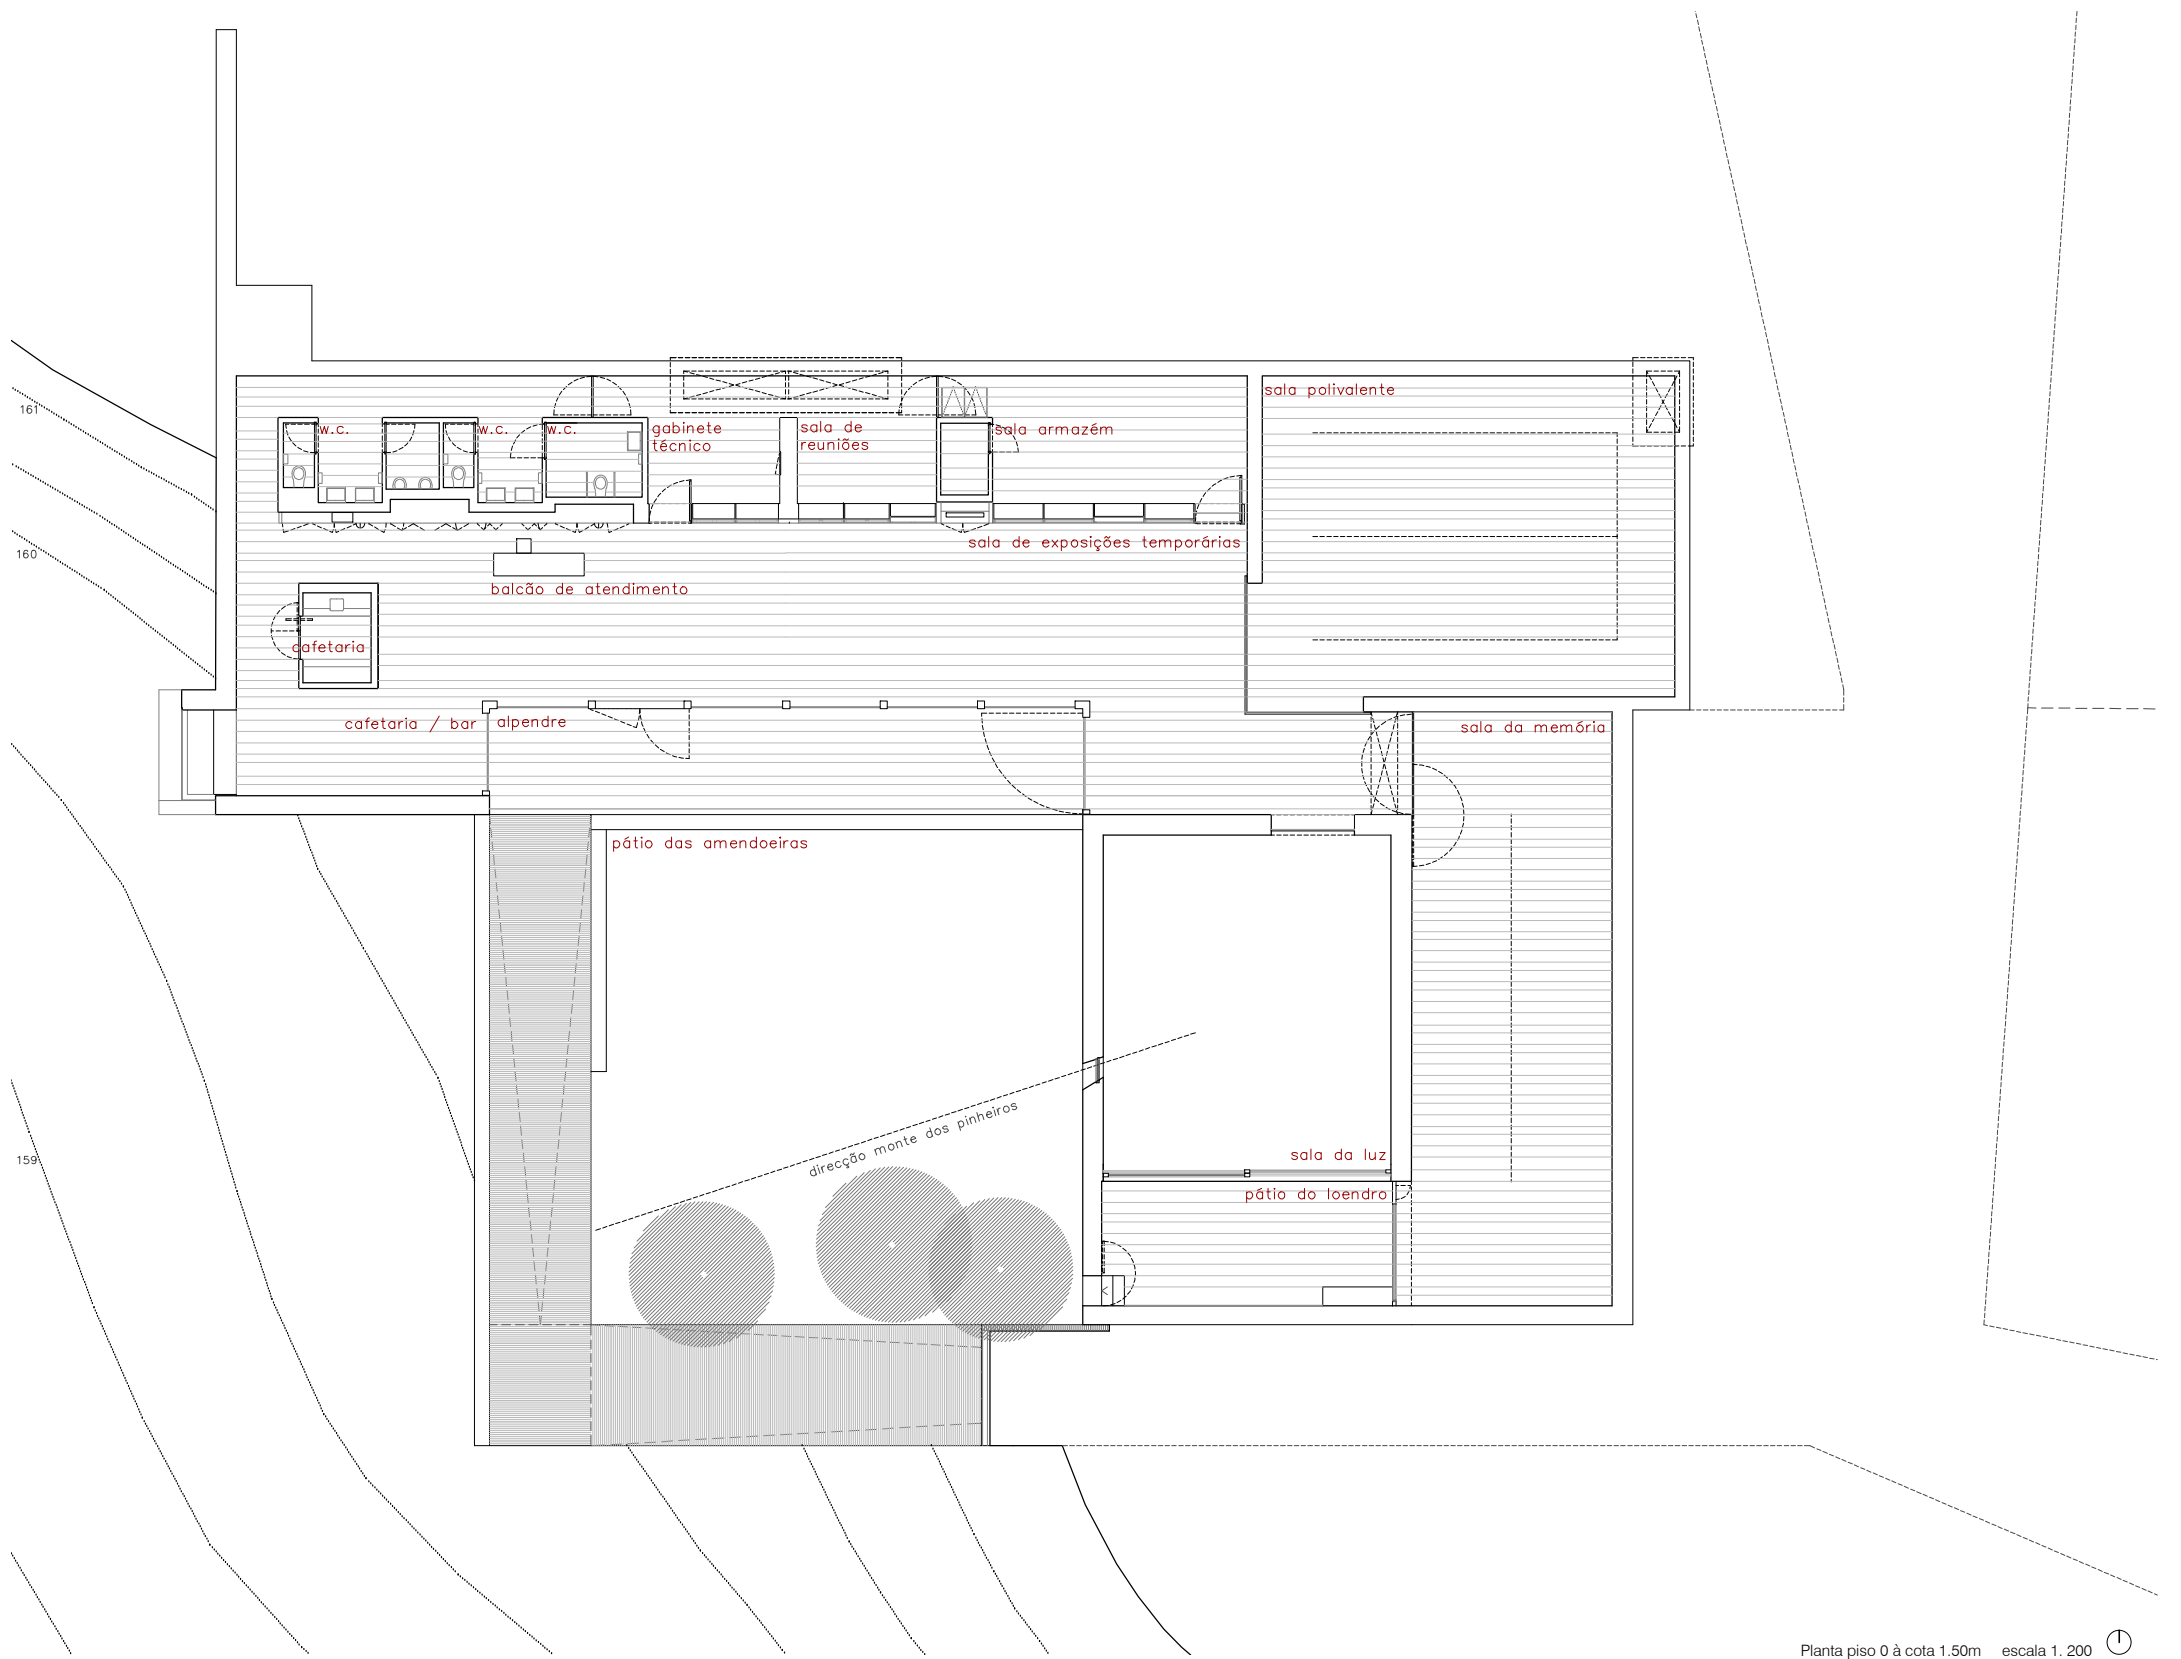 sala polivalente
161
w.c.
w.c.
w.c.
gabinete
técnico
sala de
reuniões
sala armazém
160
sala de exposições temporárias
balcão de atendimento
cafetaria
cafetaria / bar
alpendre
sala da memória
pátio das amendoeiras
direcção monte dos pinheiros
159
sala da luz
pátio do loendro
Planta piso 0 à cota 1.50m escala 1. 200